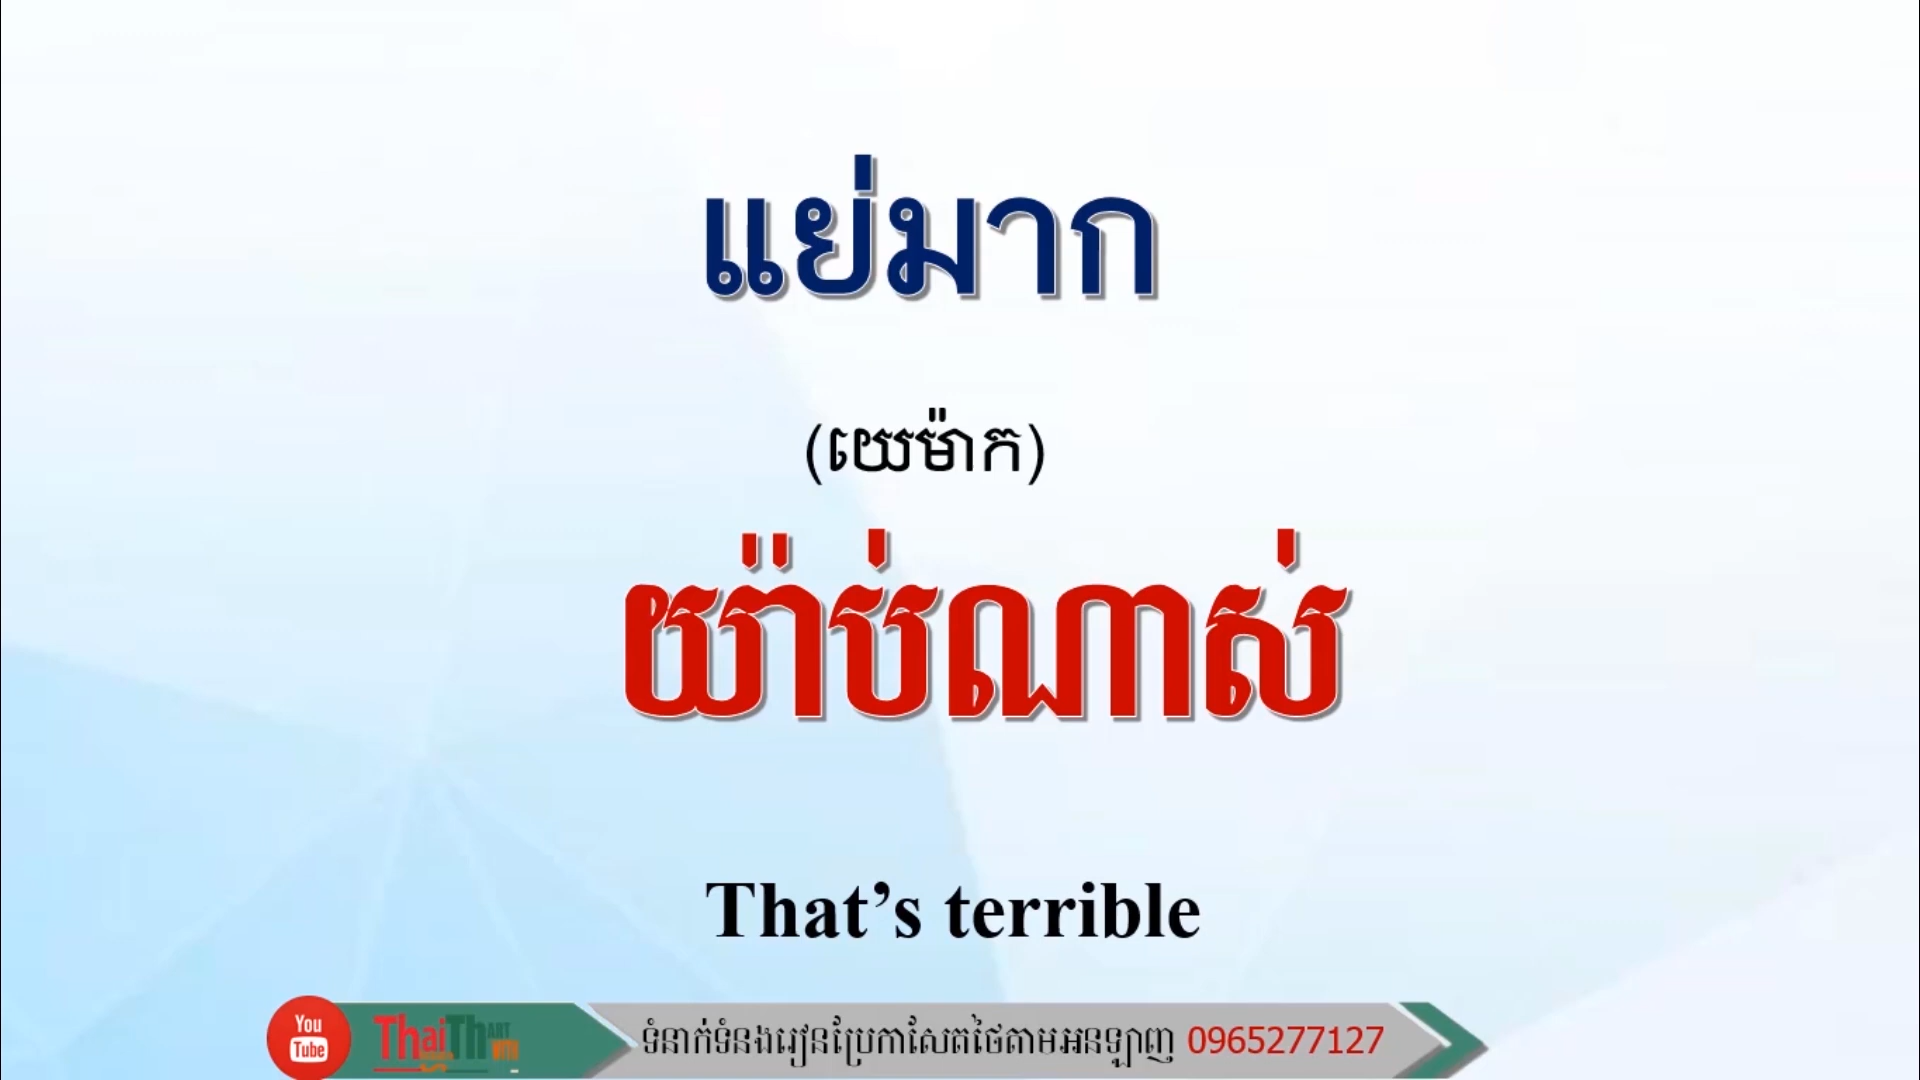 แย่มาก
(យេម៉ាក)
យ៉ាប់ណាស់
That’s terrible
You
Tube
ទំនាក់ទំនងរៀនប្រែកាសែតថៃតាមអនឡាញ 0965277127